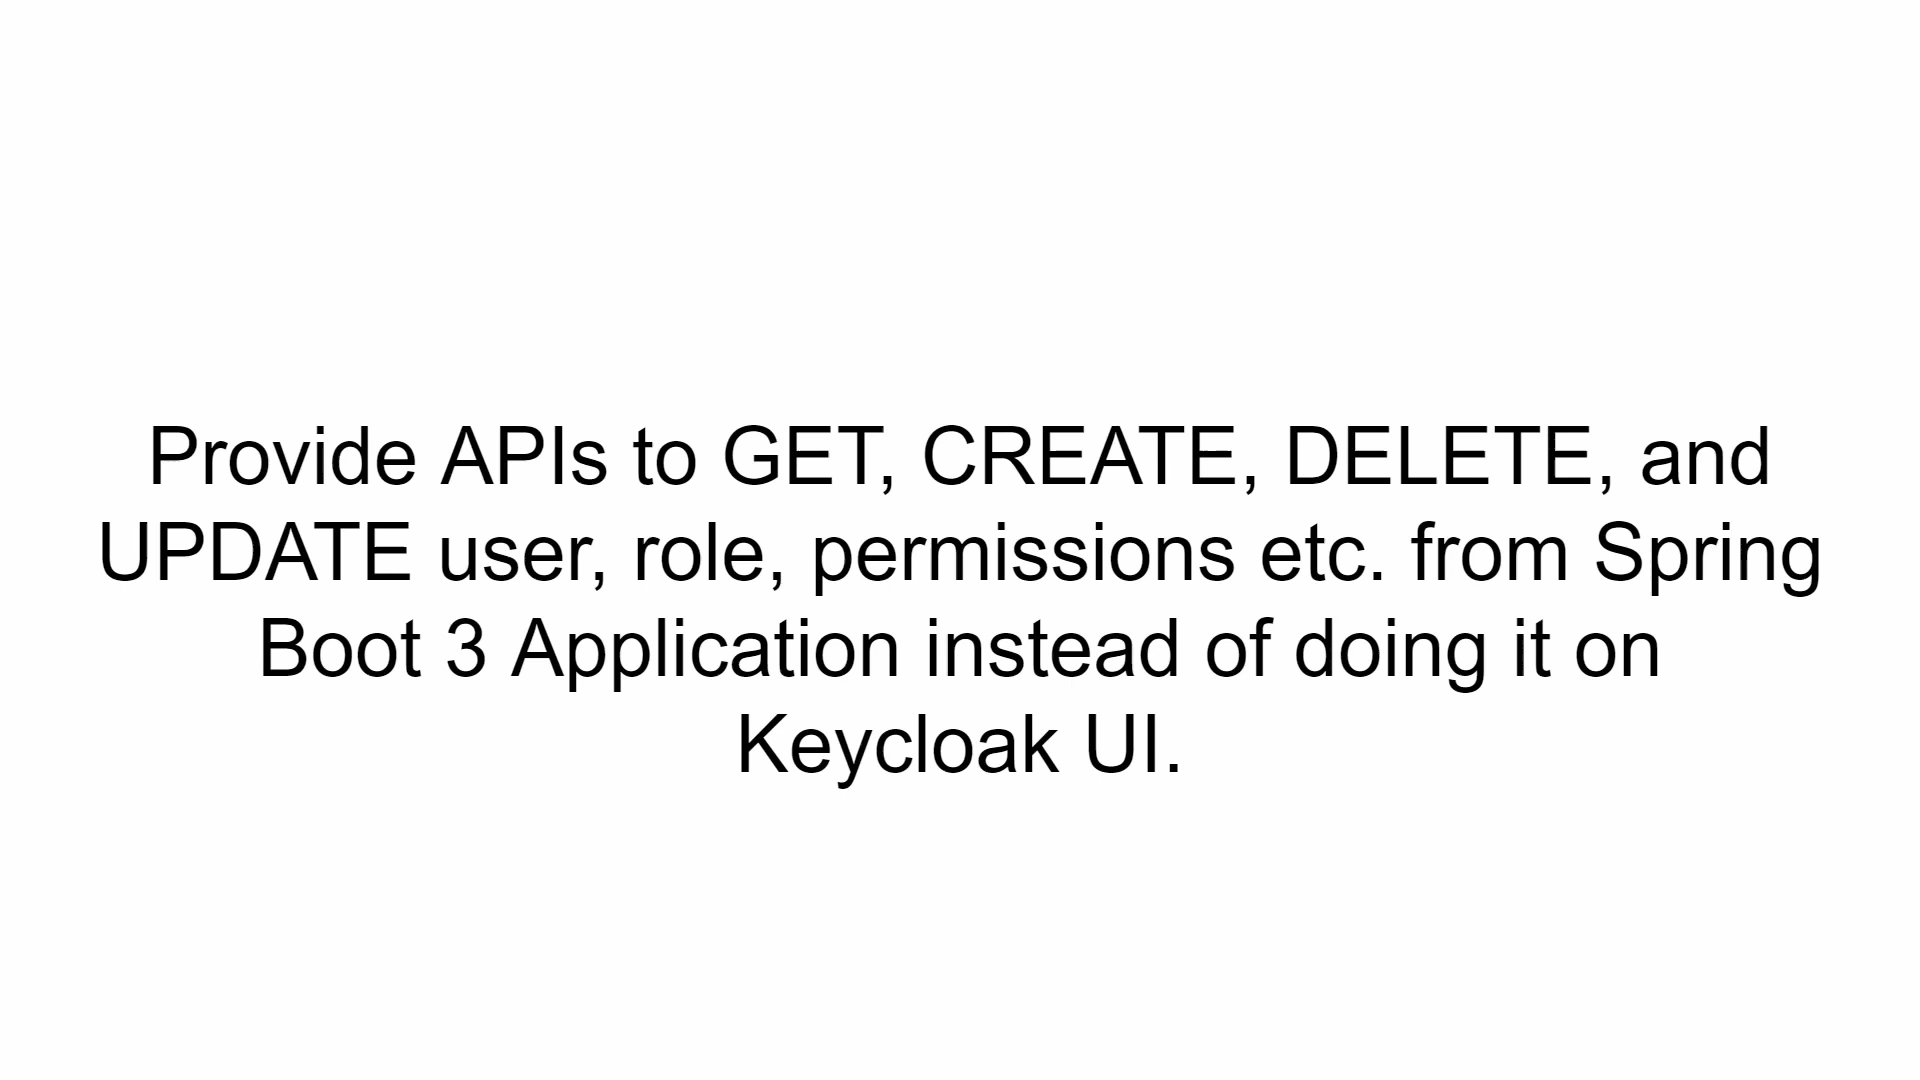 Provide APIs to GET, CREATE, DELETE, and
UPDATE user, role, permissions etc. from Spring
Boot 3 Application instead of doing it on
Keycloak UI.